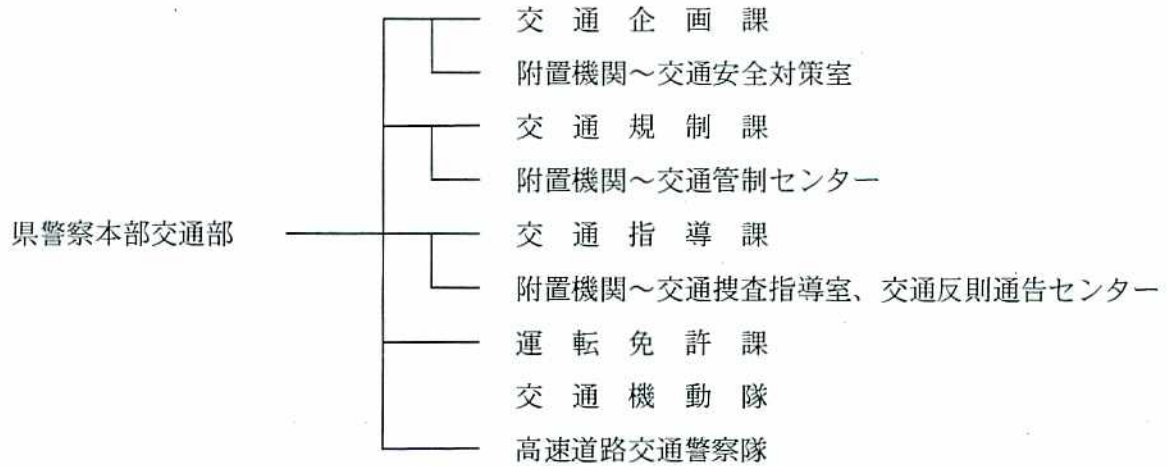 交通企画課
附置機関～交通安全対策室
交通規制課
附置機関～交通管制センター
県警察本部交通部
交通指導課
附置機関～交通捜査指導室、交通反則通告センター
運転免許課
交通機動隊
高速道路交通警察隊